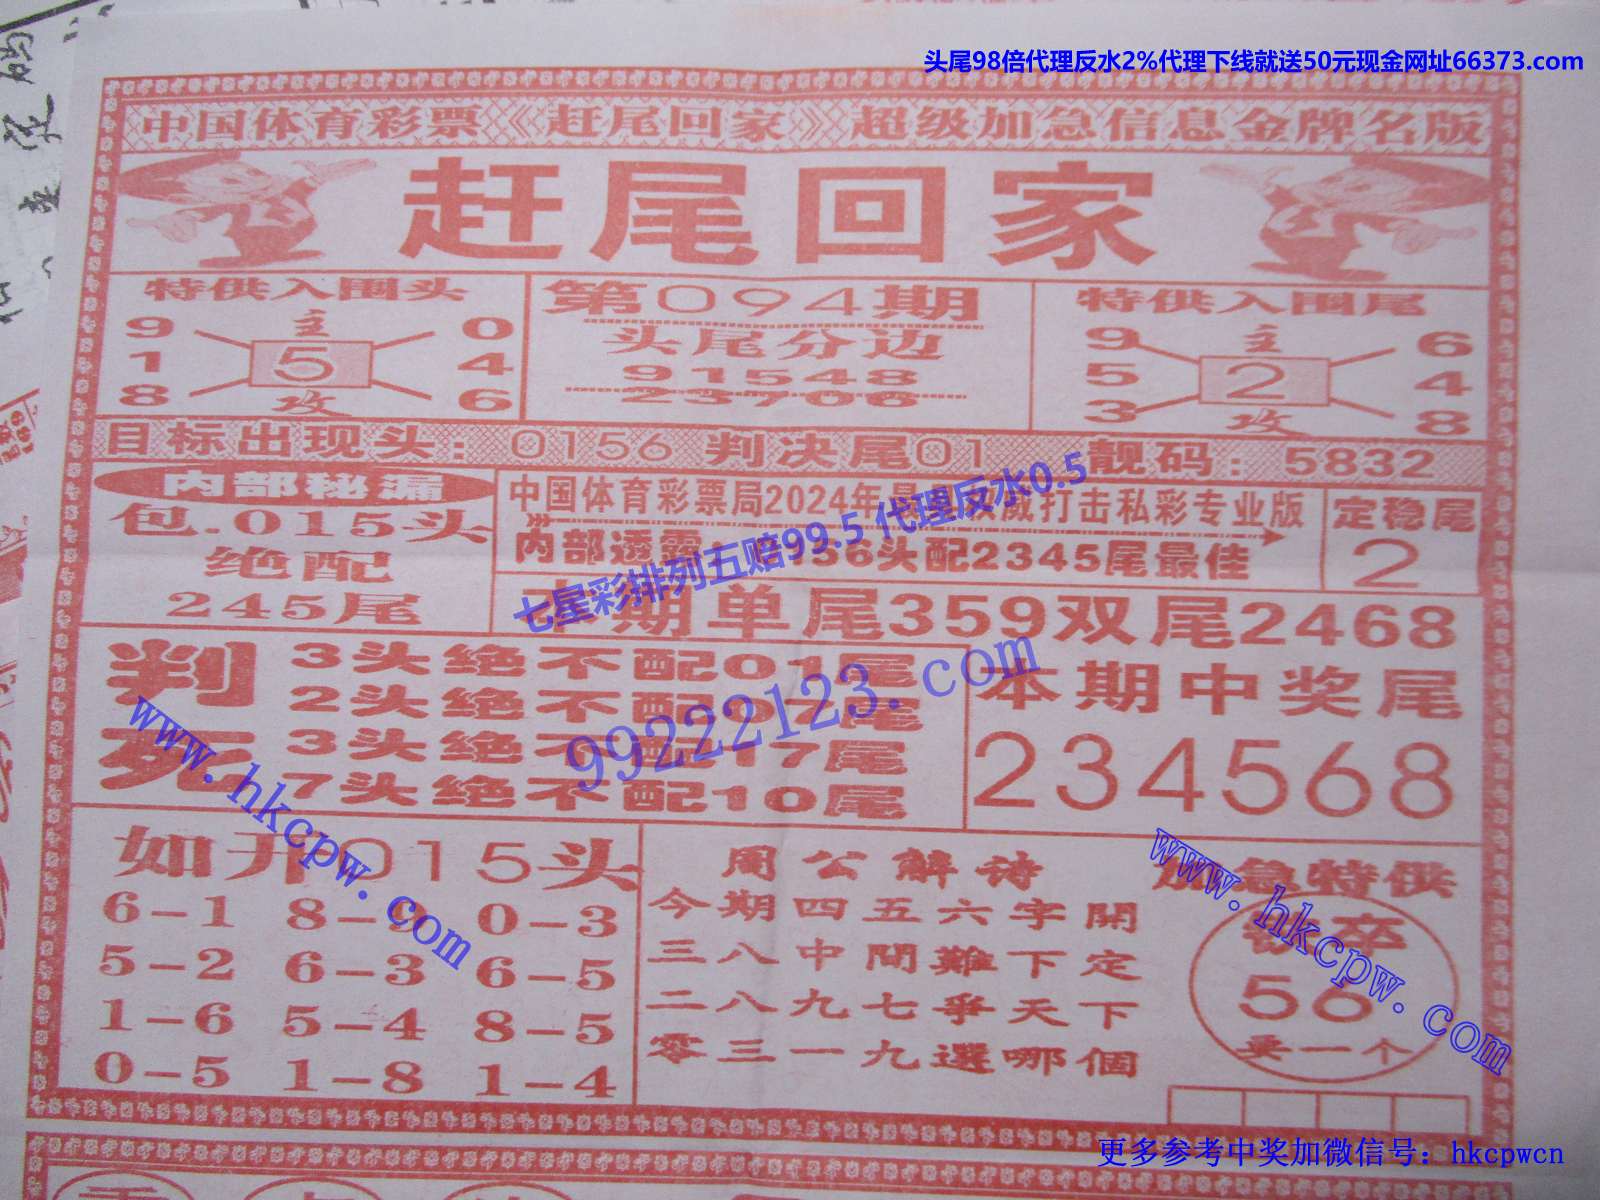 头尾98倍代理反水2%代理下线就送50元现金网址66373.com
中国体育彩票《赶尾回家》超级加急信息金牌名版
赶尾回家
特供入围头
9 主 0
1 5 4
8 攻 6
第094期
头尾分边
91548
23706
特供入围尾
9 主 6
5 2 4
3 攻 8
目标出现头：0156 判决尾01 靓码：5832
内部秘漏
包.015头
绝配
245尾
中国体育彩票局2024年最 威打击私彩专业版
内部透露 156头配2345尾最佳
定稳尾
2
七星彩排列五赔99.5 代理反水0.5
本期单尾359双尾2468
判死
3头绝不配01尾
2头绝不配07尾
3头绝不配17尾
7头绝不配10尾
本期中奖尾
234568
99222123.com
www.hkcpw.com
如开015头
6-1 8- 0-3
5-2 6-3 6-5
1-6 5-4 8-5
0-5 1-8 1-4
周公解诗
今期四五六字開
三八中間難下定
二八九七爭天下
零三一九選哪個
加急特供
卒
56
买一个
www.hkcpw.com
更多参考中奖加微信号：hkcpwcn